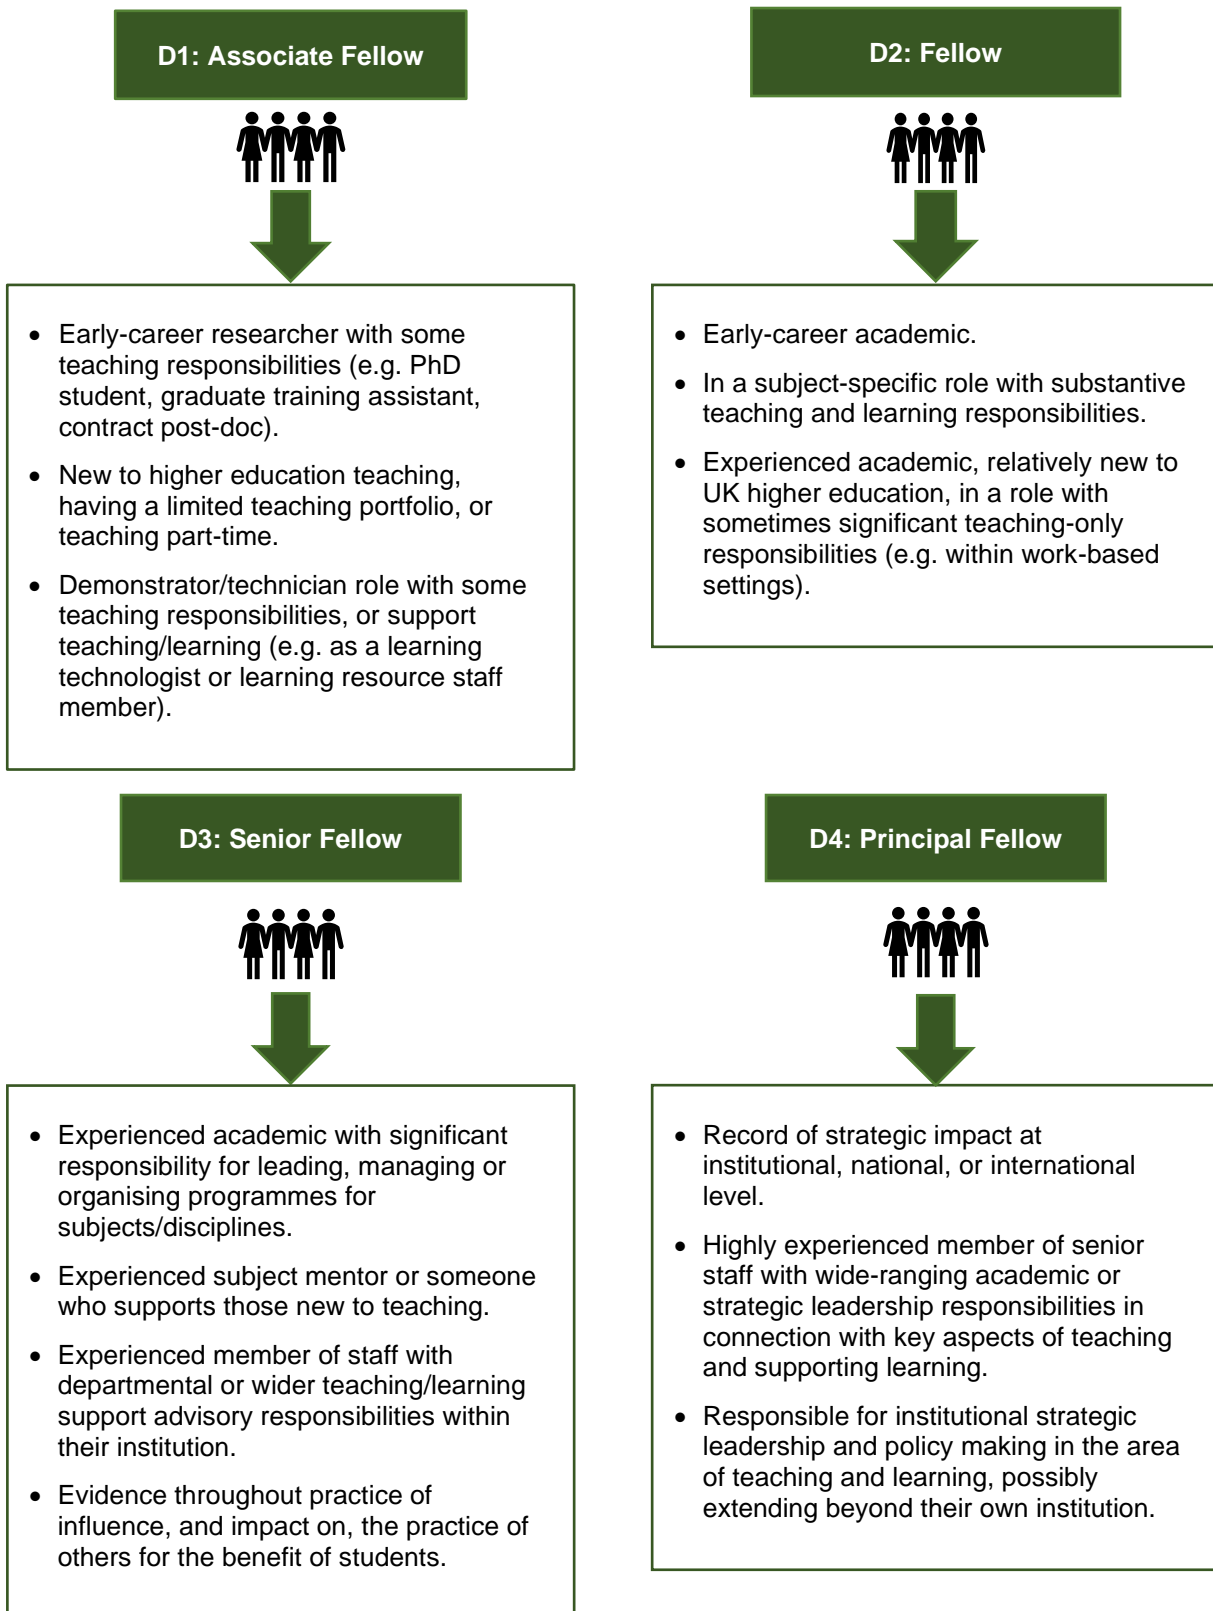 D1: Associate Fellow
• Early-career researcher with some
teaching responsibilities (e.g. PhD
student, graduate training assistant,
contract post-doc).
• New to higher education teaching,
having a limited teaching portfolio, or
teaching part-time.
• Demonstrator/technician role with some
teaching responsibilities, or support
teaching/learning (e.g. as a learning
technologist or learning resource staff
member).
D2: Fellow
• Early-career academic.
• In a subject-specific role with substantive
teaching and learning responsibilities.
• Experienced academic, relatively new to
UK higher education, in a role with
sometimes significant teaching-only
responsibilities (e.g. within work-based
settings).
D3: Senior Fellow
• Experienced academic with significant
responsibility for leading, managing or
organising programmes for
subjects/disciplines.
• Experienced subject mentor or someone
who supports those new to teaching.
• Experienced member of staff with
departmental or wider teaching/learning
support advisory responsibilities within
their institution.
• Evidence throughout practice of
influence, and impact on, the practice of
others for the benefit of students.
D4: Principal Fellow
• Record of strategic impact at
institutional, national, or international
level.
• Highly experienced member of senior
staff with wide-ranging academic or
strategic leadership responsibilities in
connection with key aspects of teaching
and supporting learning.
• Responsible for institutional strategic
leadership and policy making in the area
of teaching and learning, possibly
extending beyond their own institution.